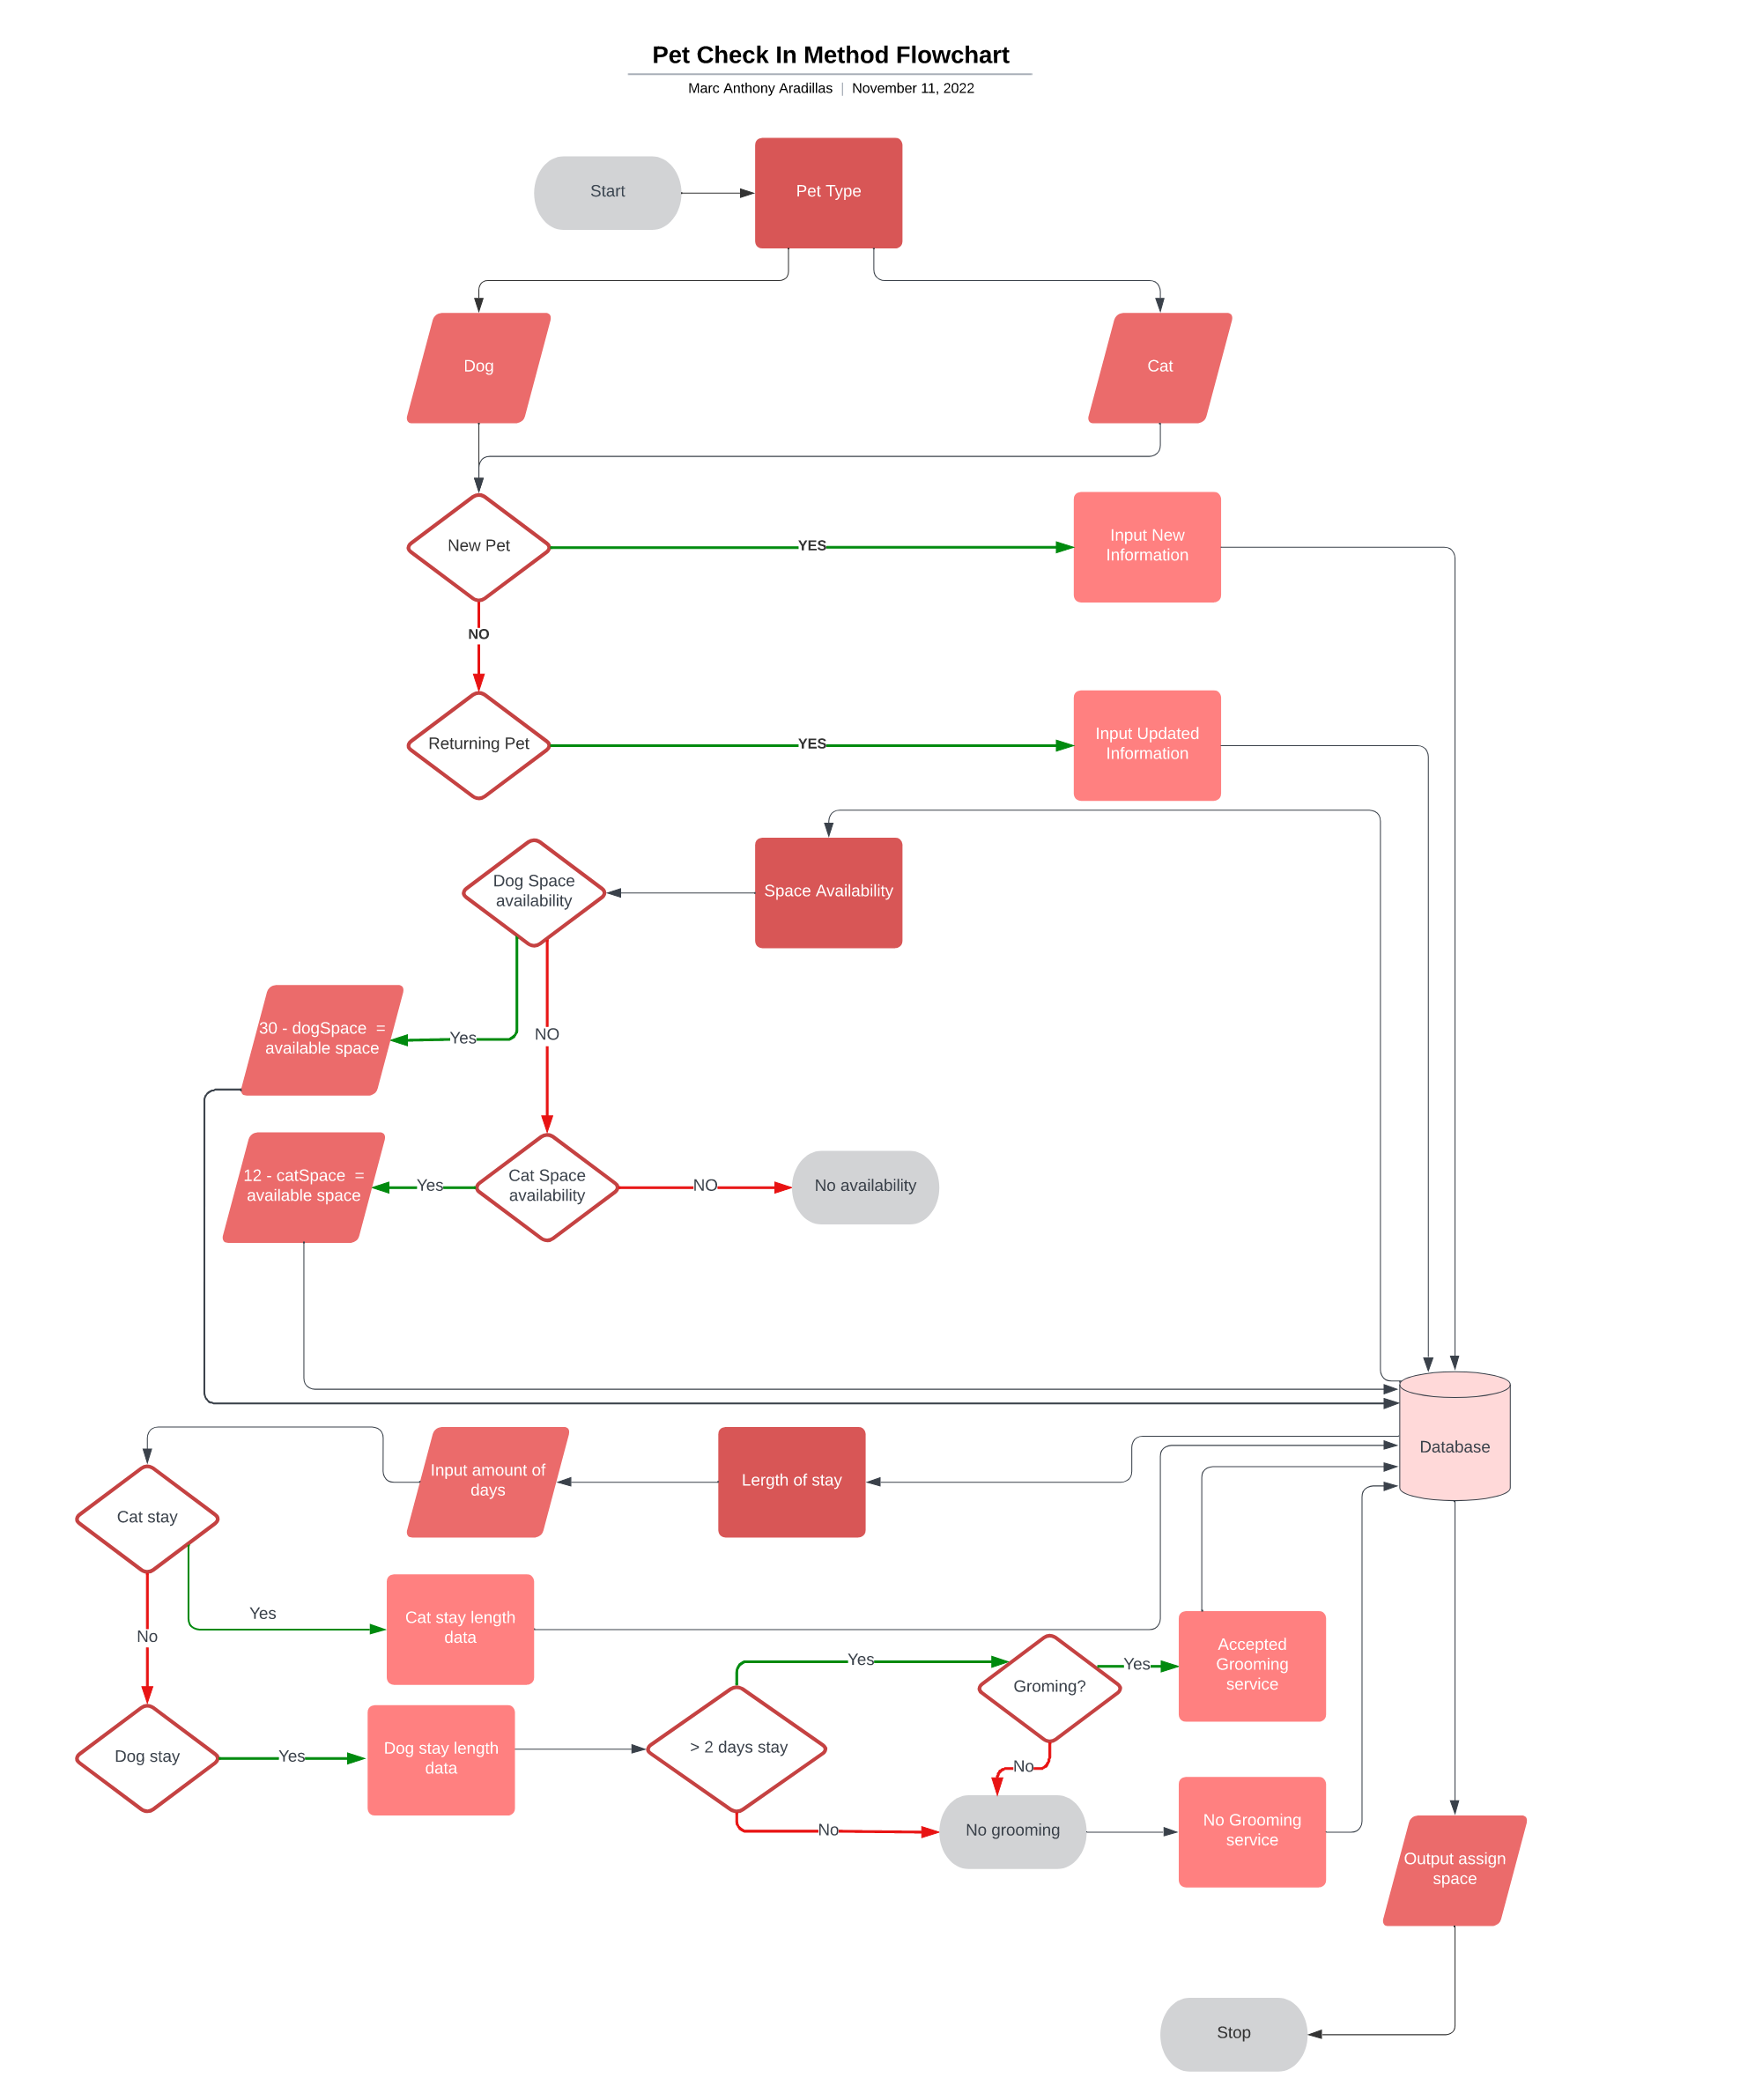 Pet Check In Method Flowchart
Marc Anthony Aradillas | November 11, 2022
Start
Pet Type
Dog
Cat
New Pet
YES
Input New
Information
NO
Returning Pet
YES
Input Updated
Information
Dog Space
availability
Space Availability
30 - dogSpace =
available space
Yes
NO
12 - catSpace =
available space
Yes
Cat Space
availability
NO
No availability
Database
Cat stay
Input amount of
days
Lergth of stay
Yes
No
Cat stay length
data
Yes
Groming?
Yes
Accepted
Grooming
service
Dog stay
Yes
Dog stay length
data
> 2 days stay
No
No
No grooming
No Grooming
service
Output assign
space
Stop